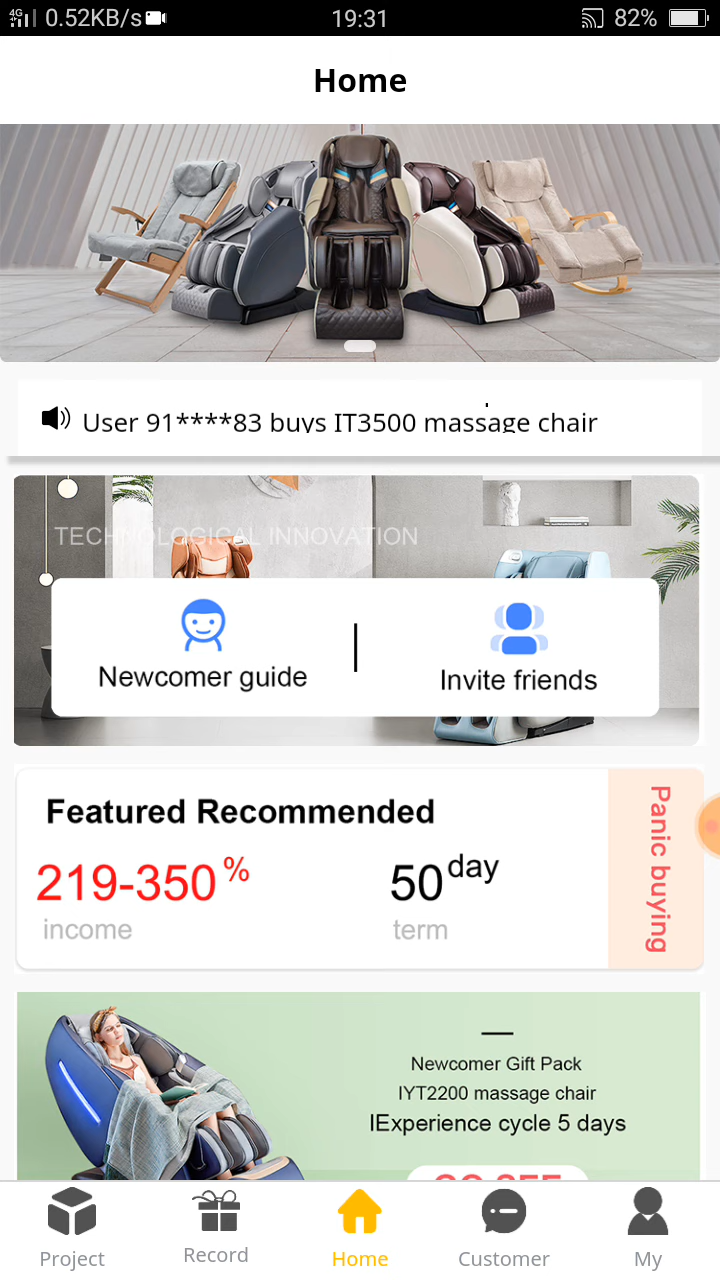 4G 0.52KB/s 19:31 82%
Home
User 91****83 buys IT3500 massage chair
TECHNOLOGICAL INNOVATION
Newcomer guide
Invite friends
Featured Recommended
219-350% 50day
income term
Panic buying
Newcomer Gift Pack
IYT2200 massage chair
IExperience cycle 5 days
Project Record Home Customer My